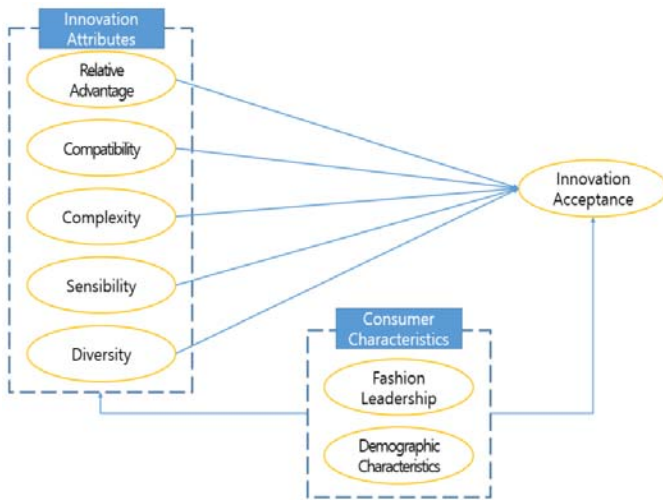 Innovation
Attributes
Relative
Advantage
Compatibility
Complexity
Sensibility
Diversity
Innovation
Acceptance
Consumer
Characteristics
Fashion
Leadership
Demographic
Characteristics